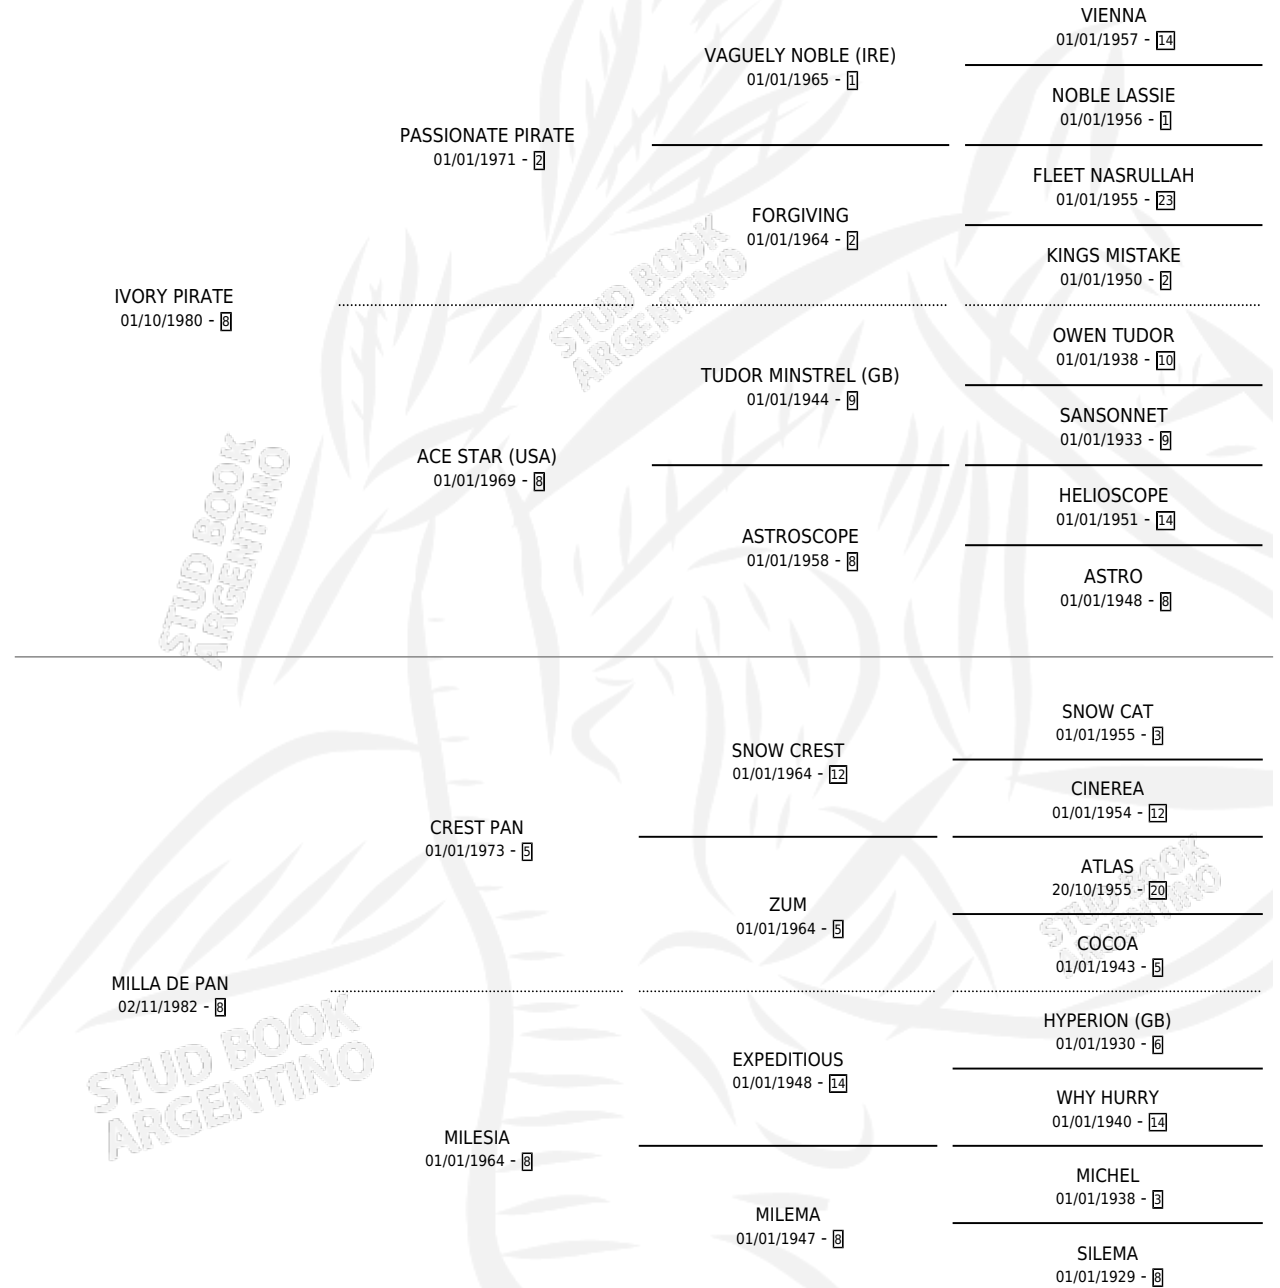 VIENNA
01/01/1957 - 14
VAGUELY NOBLE (IRE)
01/01/1965 - 1
NOBLE LASSIE
01/01/1956 - 1
PASSIONATE PIRATE
01/01/1971 - 2
FLEET NASRULLAH
01/01/1955 - 23
FORGIVING
01/01/1964 - 2
KINGS MISTAKE
01/01/1950 - 2
IVORY PIRATE
01/10/1980 - 8
OWEN TUDOR
01/01/1938 - 10
TUDOR MINSTREL (GB)
01/01/1944 - 9
SANSONNET
01/01/1933 - 9
ACE STAR (USA)
01/01/1969 - 8
HELIOSCOPE
01/01/1951 - 14
ASTROSCOPE
01/01/1958 - 8
ASTRO
01/01/1948 - 8
SNOW CAT
01/01/1955 - 3
SNOW CREST
01/01/1964 - 12
CINEREA
01/01/1954 - 12
CREST PAN
01/01/1973 - 5
ATLAS
20/10/1955 - 20
ZUM
01/01/1964 - 5
COCOA
01/01/1943 - 5
MILLA DE PAN
02/11/1982 - 8
HYPERION (GB)
01/01/1930 - 6
EXPEDITIOUS
01/01/1948 - 14
WHY HURRY
01/01/1940 - 14
MILESIA
01/01/1964 - 8
MICHEL
01/01/1938 - 3
MILEMA
01/01/1947 - 8
SILEMA
01/01/1929 - 8
STUD BOOK
ARGENTINO
STUD BOOK
ARGENTINO
STUD BOOK
ARGENTINO
STUD BOOK
ARGENTINO